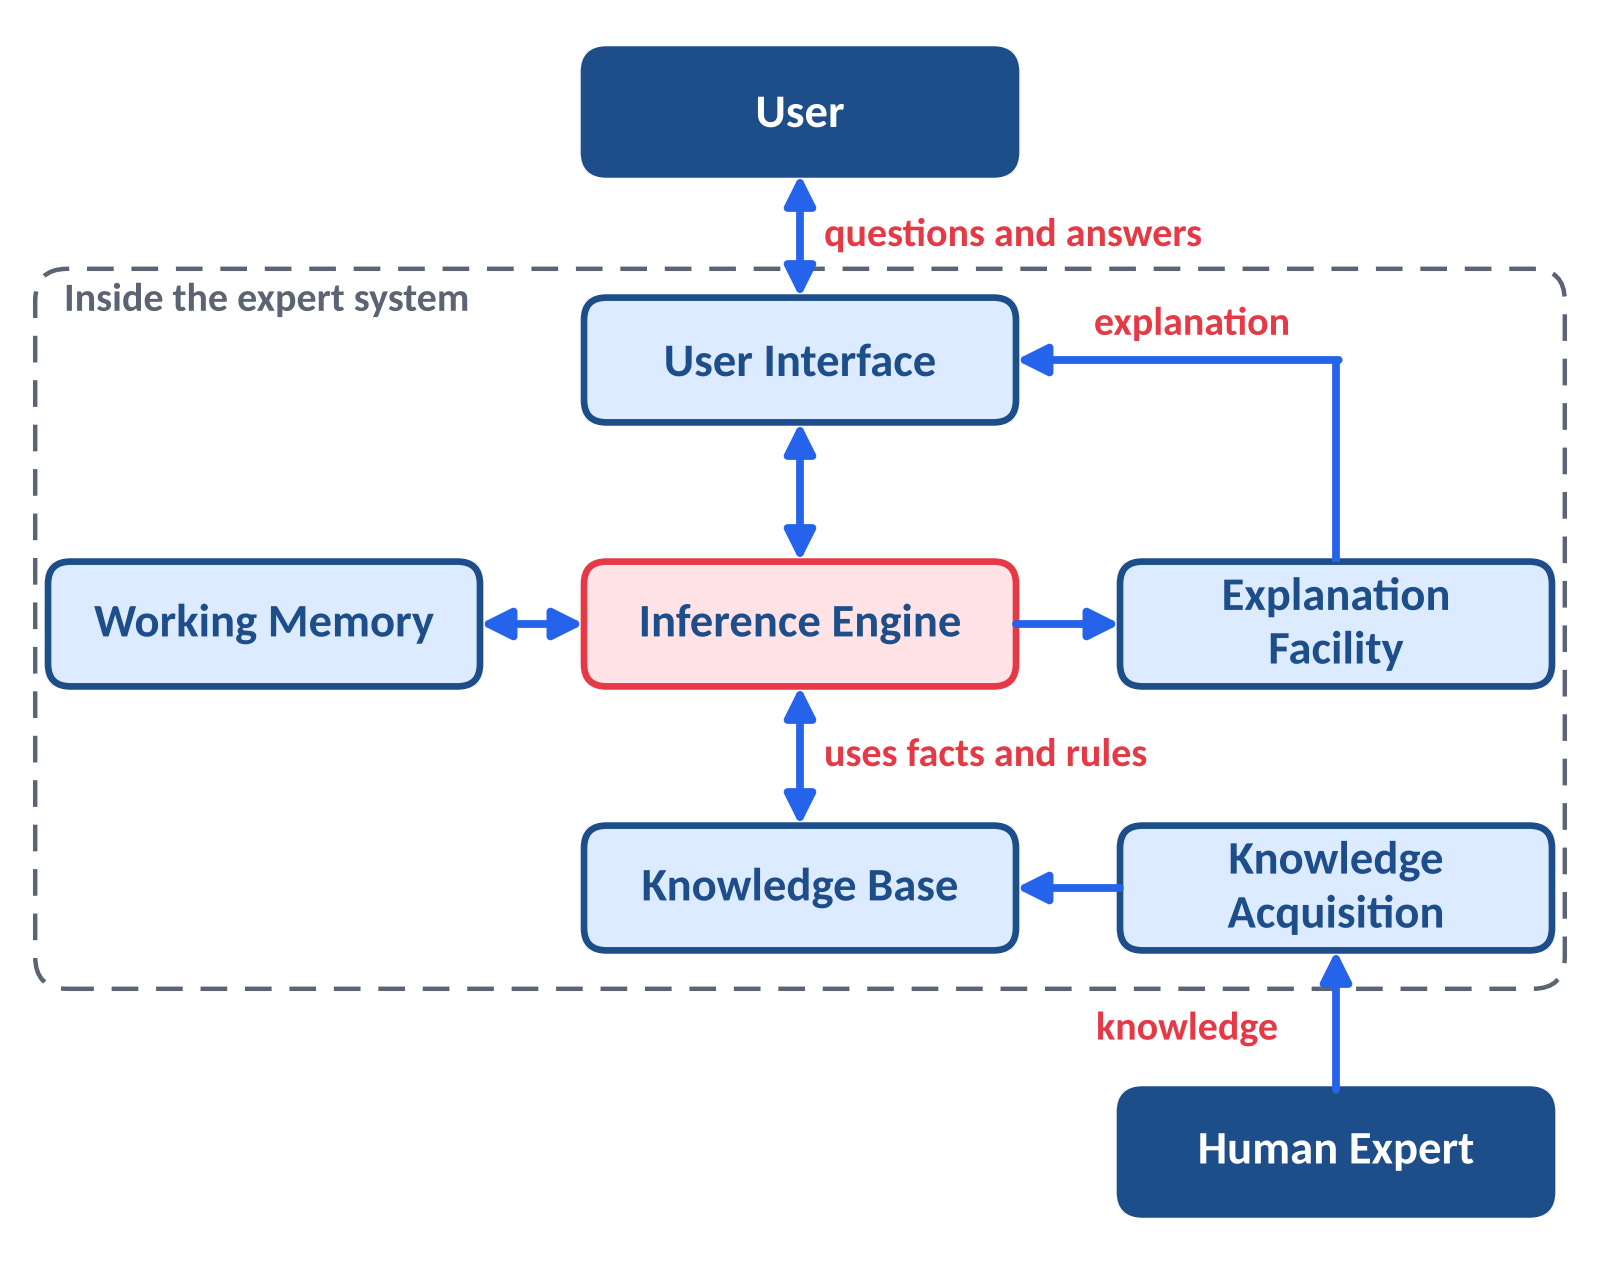 User
questions and answers
Inside the expert system
explanation
User Interface
Working Memory
Inference Engine
Explanation
Facility
uses facts and rules
Knowledge Base
Knowledge
Acquisition
knowledge
Human Expert